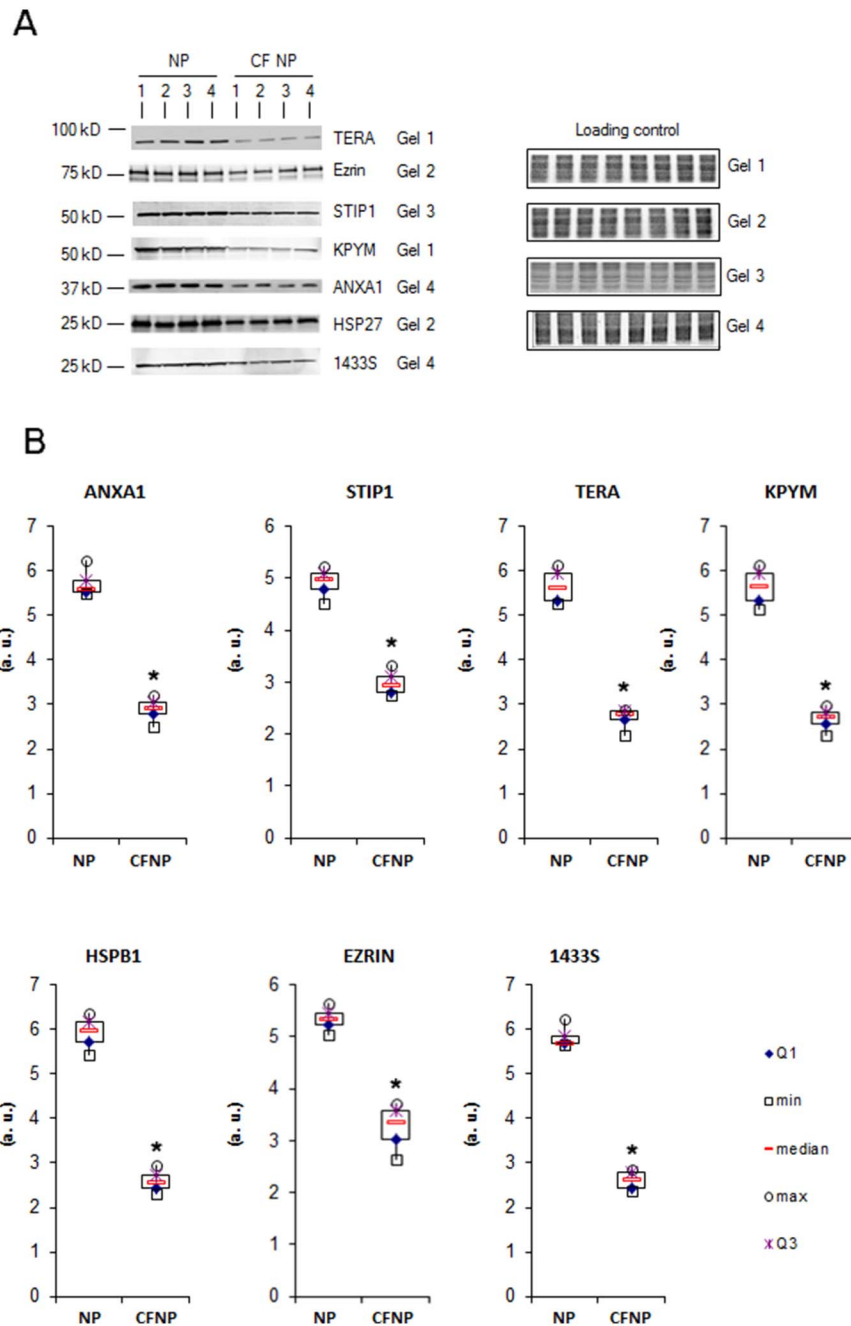 A
NP CF NP
1 2 3 4 1 2 3 4
100 kD TERA Gel 1
75 kD Ezrin Gel 2
50 kD STIP1 Gel 3
50 kD KPYM Gel 1
37 kD ANXA1 Gel 4
25 kD HSP27 Gel 2
25 kD 1433S Gel 4
Loading control
Gel 1
Gel 2
Gel 3
Gel 4
B
ANXA1
7
6
5
4
3
2
1
0
(a. u.)
*
NP CFNP
STIP1
6
5
4
3
2
1
0
(a. u.)
*
NP CFNP
TERA
7
6
5
4
3
2
1
0
(a. u.)
*
NP CFNP
KPYM
7
6
5
4
3
2
1
0
(a. u.)
*
NP CFNP
HSPB1
7
6
5
4
3
2
1
0
(a. u.)
*
NP CFNP
EZRIN
6
5
4
3
2
1
0
(a. u.)
*
NP CFNP
1433S
7
6
5
4
3
2
1
0
(a. u.)
*
NP CFNP
Q1
min
median
max
Q3